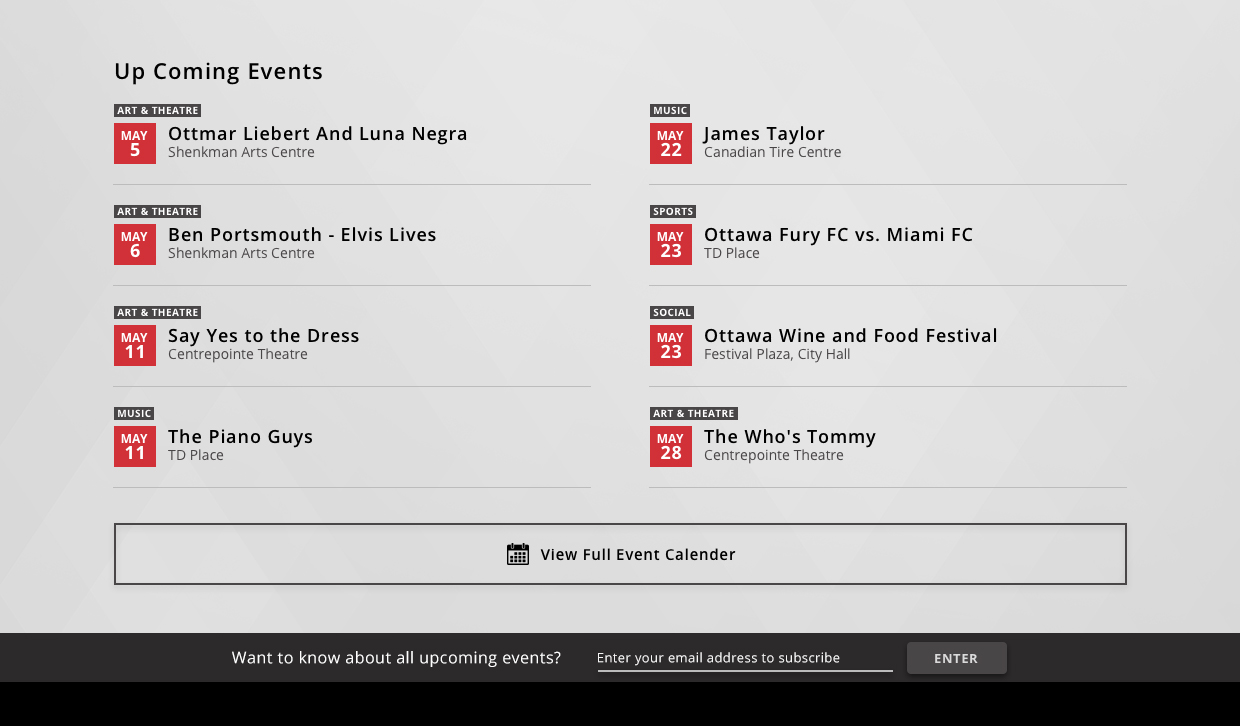 Up Coming Events
ART & THEATRE
MAY
5
Ottmar Liebert And Luna Negra
Shenkman Arts Centre
ART & THEATRE
MAY
6
Ben Portsmouth - Elvis Lives
Shenkman Arts Centre
ART & THEATRE
MAY
11
Say Yes to the Dress
Centrepointe Theatre
MUSIC
MAY
11
The Piano Guys
TD Place
MUSIC
MAY
22
James Taylor
Canadian Tire Centre
SPORTS
MAY
23
Ottawa Fury FC vs. Miami FC
TD Place
SOCIAL
MAY
23
Ottawa Wine and Food Festival
Festival Plaza, City Hall
ART & THEATRE
MAY
28
The Who's Tommy
Centrepointe Theatre
View Full Event Calender
Want to know about all upcoming events?
Enter your email address to subscribe
ENTER